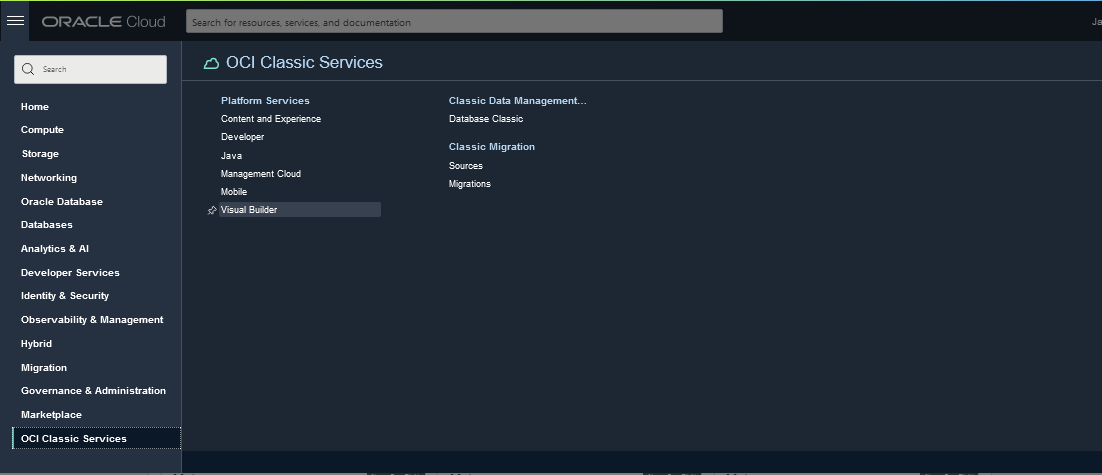 ORACLE Cloud
Search for resources, services, and documentation
Ja
Search
Home
Compute
Storage
Networking
Oracle Database
Databases
Analytics & AI
Developer Services
Identity & Security
Observability & Management
Hybrid
Migration
Governance & Administration
Marketplace
OCI Classic Services
OCI Classic Services
Platform Services
Content and Experience
Developer
Java
Management Cloud
Mobile
Visual Builder
Classic Data Management...
Database Classic
Classic Migration
Sources
Migrations